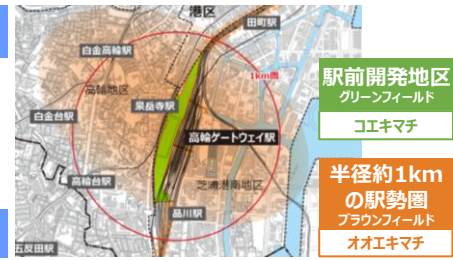 港区
田町駅
白金高輪駅
1km圏
高輪地区
泉岳寺駅
白金台駅
高輪ゲートウェイ駅
高輪台駅
芝浦港南地区
品川駅
五反田駅
駅前開発地区
グリーンフィールド
コエキマチ
半径約1km
の駅勢圏
ブラウンフィールド
オオエキマチ